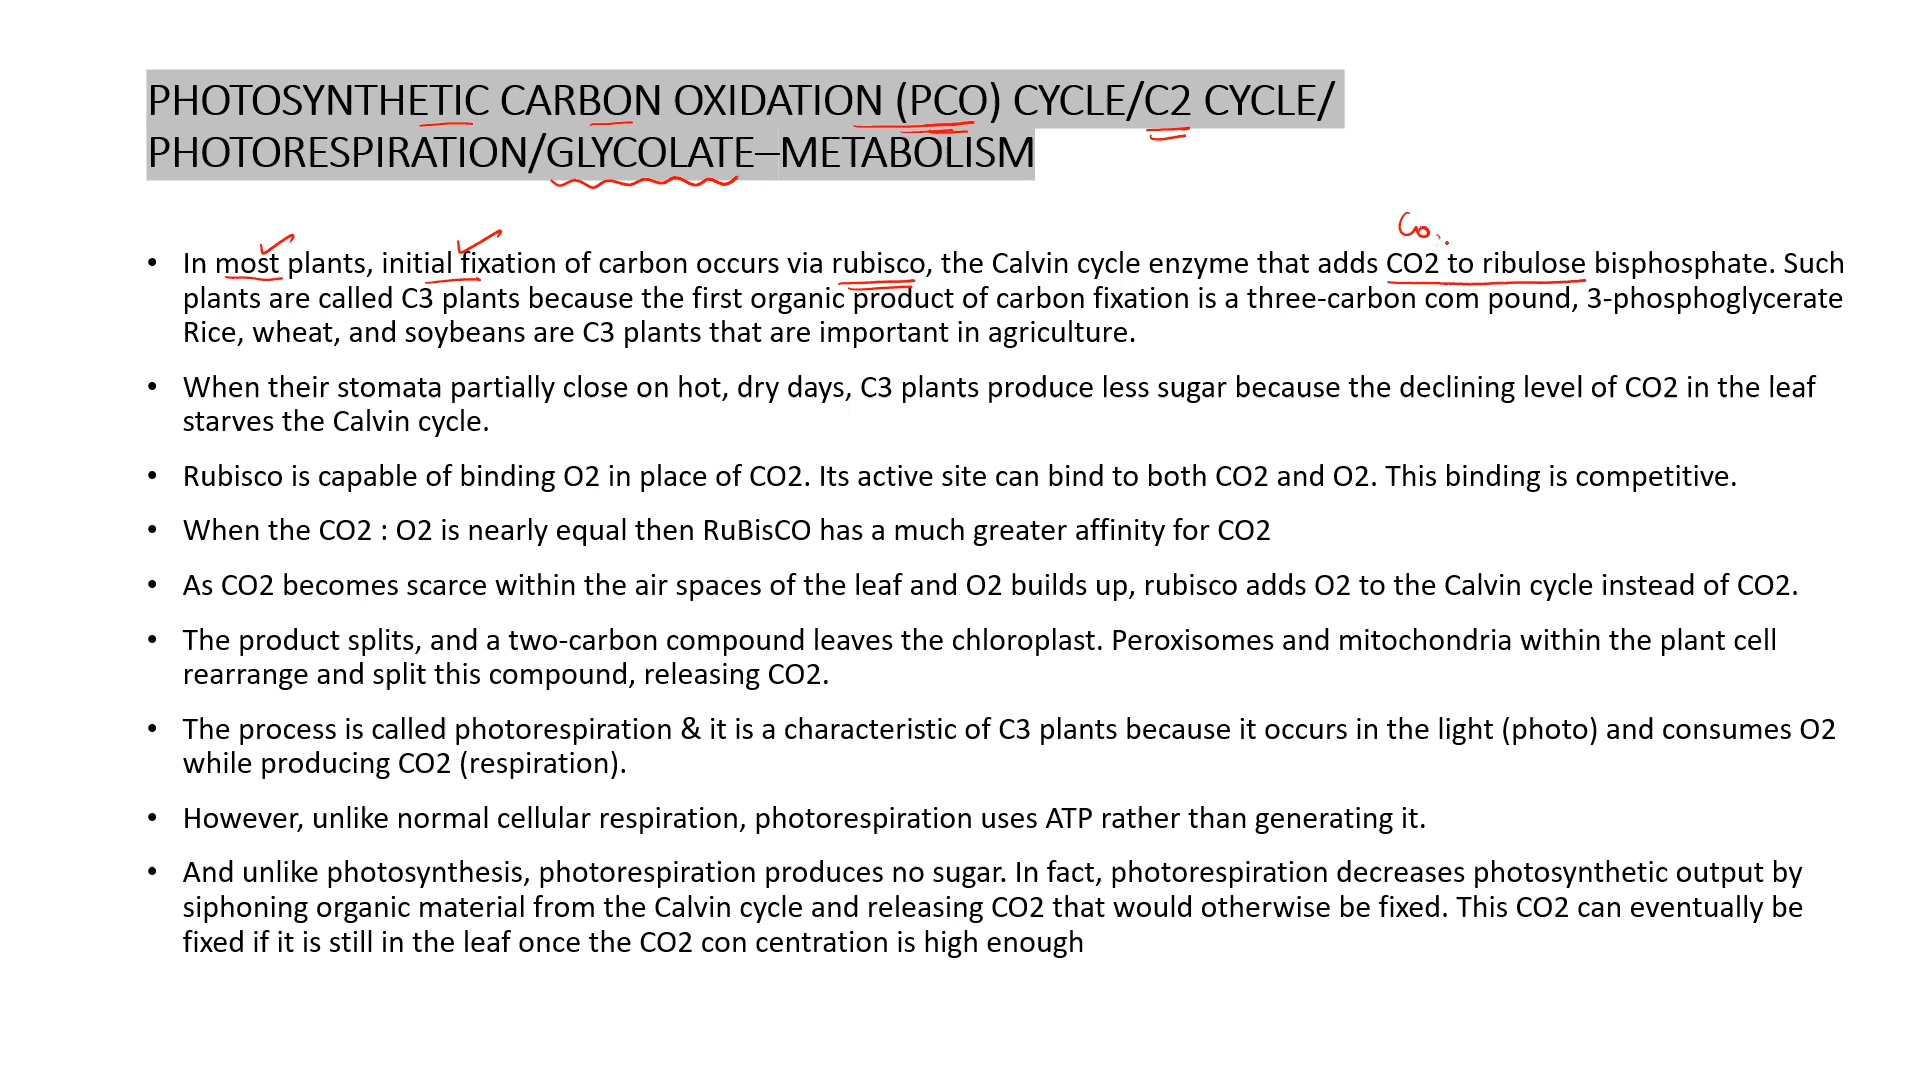 PHOTOSYNTHETIC CARBON OXIDATION (PCO) CYCLE/C2 CYCLE/
PHOTORESPIRATION/GLYCOLATE–METABOLISM
Co
• In most plants, initial fixation of carbon occurs via rubisco, the Calvin cycle enzyme that adds CO2 to ribulose bisphosphate. Such
plants are called C3 plants because the first organic product of carbon fixation is a three-carbon com pound, 3-phosphoglycerate
Rice, wheat, and soybeans are C3 plants that are important in agriculture.
• When their stomata partially close on hot, dry days, C3 plants produce less sugar because the declining level of CO2 in the leaf
starves the Calvin cycle.
• Rubisco is capable of binding O2 in place of CO2. Its active site can bind to both CO2 and O2. This binding is competitive.
• When the CO2 : O2 is nearly equal then RuBisCO has a much greater affinity for CO2
• As CO2 becomes scarce within the air spaces of the leaf and O2 builds up, rubisco adds O2 to the Calvin cycle instead of CO2.
• The product splits, and a two-carbon compound leaves the chloroplast. Peroxisomes and mitochondria within the plant cell
rearrange and split this compound, releasing CO2.
• The process is called photorespiration & it is a characteristic of C3 plants because it occurs in the light (photo) and consumes O2
while producing CO2 (respiration).
• However, unlike normal cellular respiration, photorespiration uses ATP rather than generating it.
• And unlike photosynthesis, photorespiration produces no sugar. In fact, photorespiration decreases photosynthetic output by
siphoning organic material from the Calvin cycle and releasing CO2 that would otherwise be fixed. This CO2 can eventually be
fixed if it is still in the leaf once the CO2 con centration is high enough